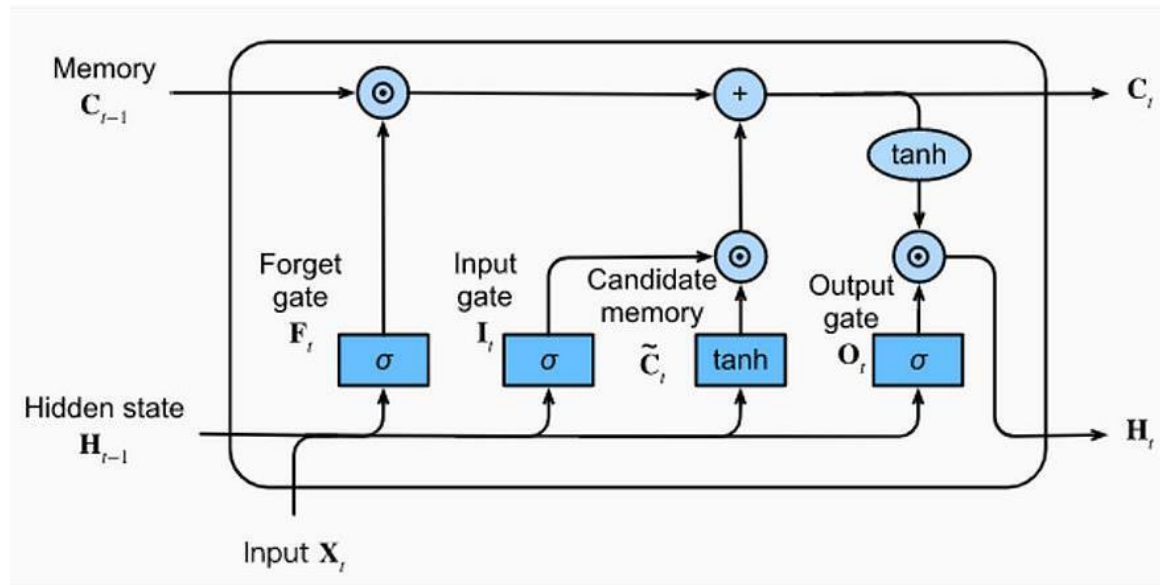 Memory
C_{t-1}
⊙
+
C_t
tanh
Forget
gate
F_t
σ
Input
gate
I_t
σ
⊙
Candidate
memory
C̃_t
tanh
⊙
Output
gate
O_t
σ
Hidden state
H_{t-1}
H_t
Input X_t